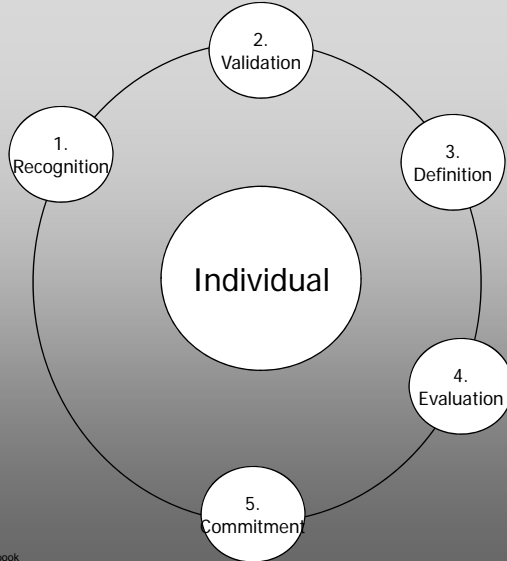 2.
Validation
1.
Recognition
3.
Definition
Individual
4.
Evaluation
5.
Commitment